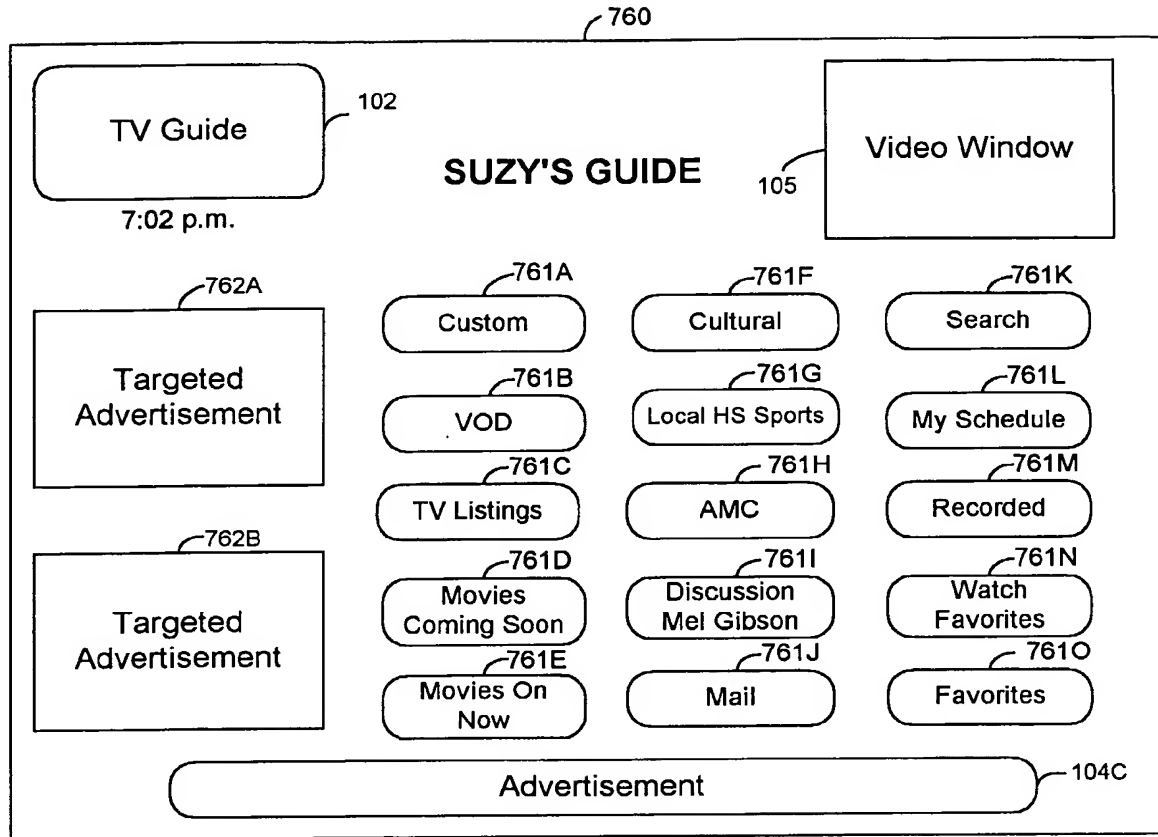 760
TV Guide
102
7:02 p.m.
SUZY'S GUIDE
Video Window
105
762A
Targeted
Advertisement
762B
Targeted
Advertisement
761A
Custom
761B
VOD
761C
TV Listings
761D
Movies
Coming Soon
761E
Movies On
Now
761F
Cultural
761G
Local HS Sports
761H
AMC
761I
Discussion
Mel Gibson
761J
Mail
761K
Search
761L
My Schedule
761M
Recorded
761N
Watch
Favorites
761O
Favorites
Advertisement
104C